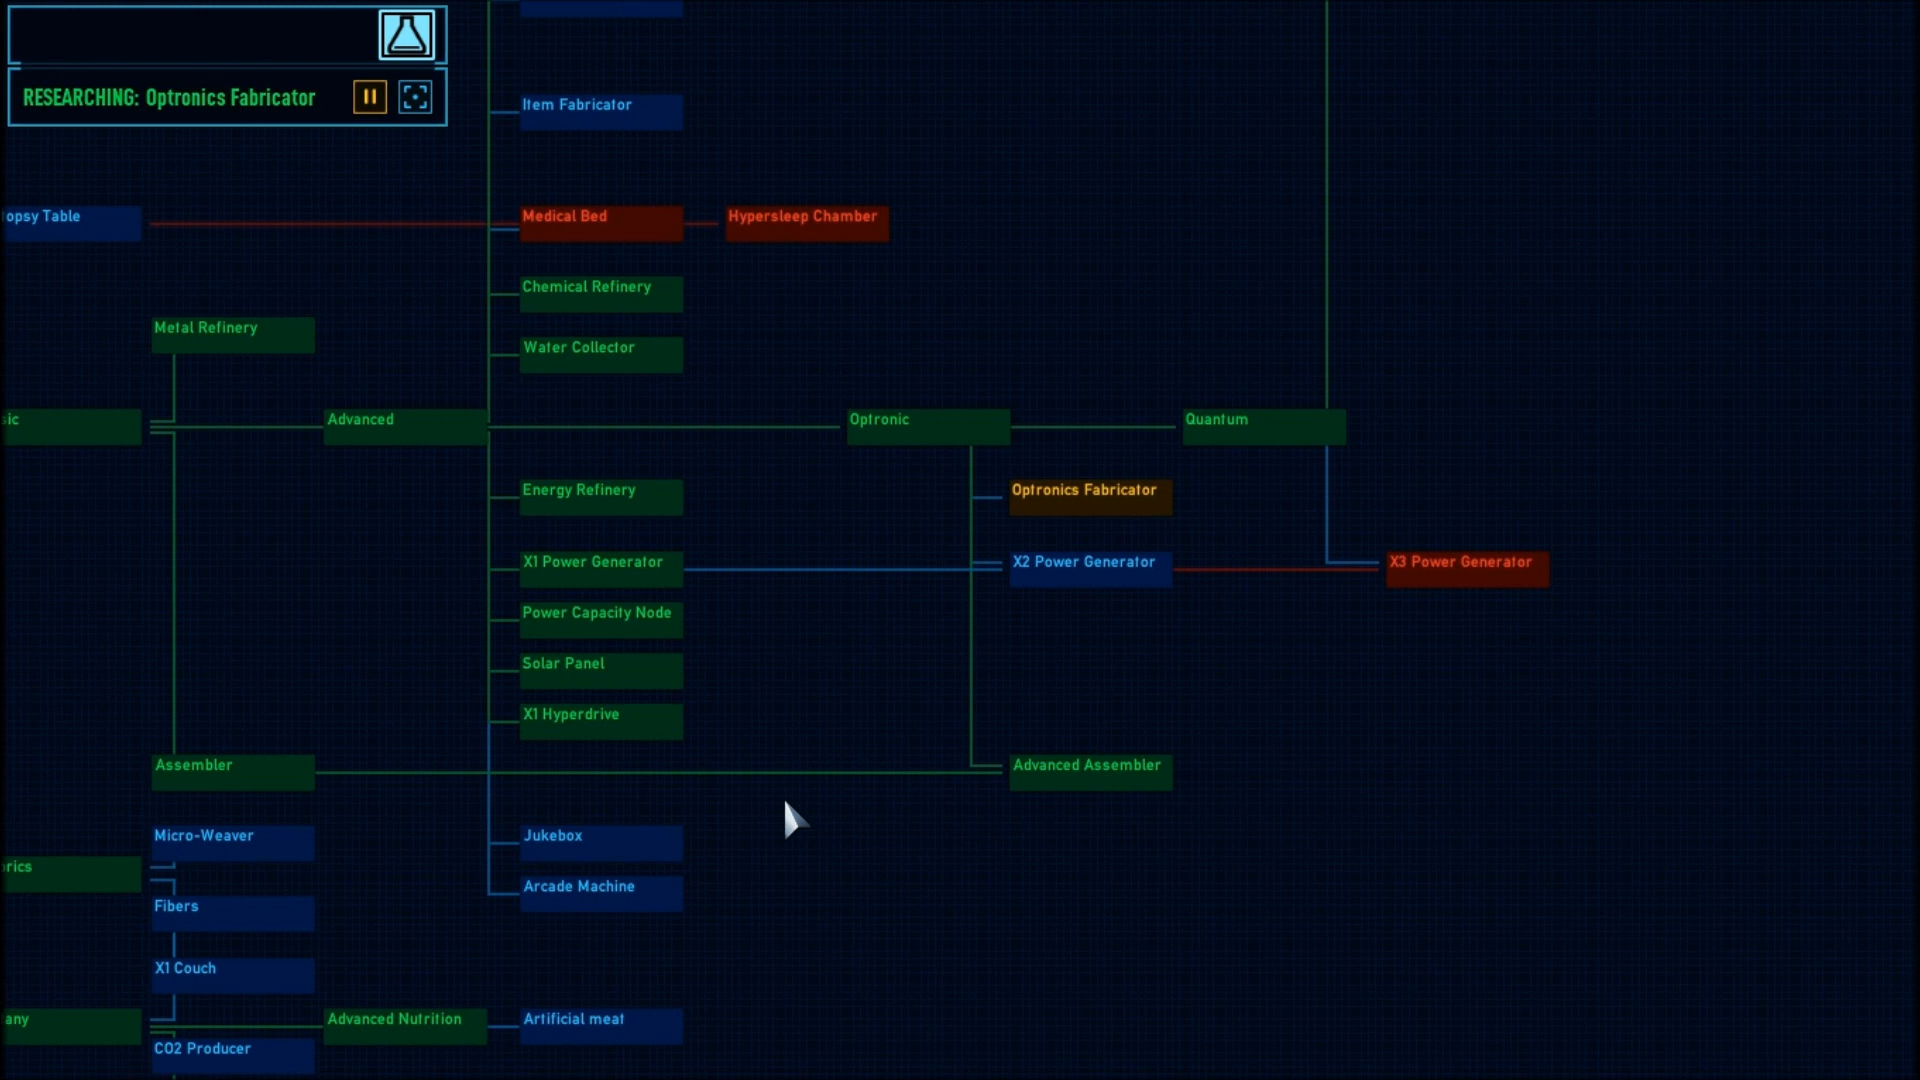 RESEARCHING: Optronics Fabricator
Item Fabricator
opsy Table
Medical Bed
Hypersleep Chamber
Chemical Refinery
Metal Refinery
Water Collector
sic
Advanced
Optronic
Quantum
Energy Refinery
Optronics Fabricator
X1 Power Generator
X2 Power Generator
X3 Power Generator
Power Capacity Node
Solar Panel
X1 Hyperdrive
Assembler
Advanced Assembler
Micro-Weaver
Jukebox
brics
Arcade Machine
Fibers
X1 Couch
any
Advanced Nutrition
Artificial meat
CO2 Producer